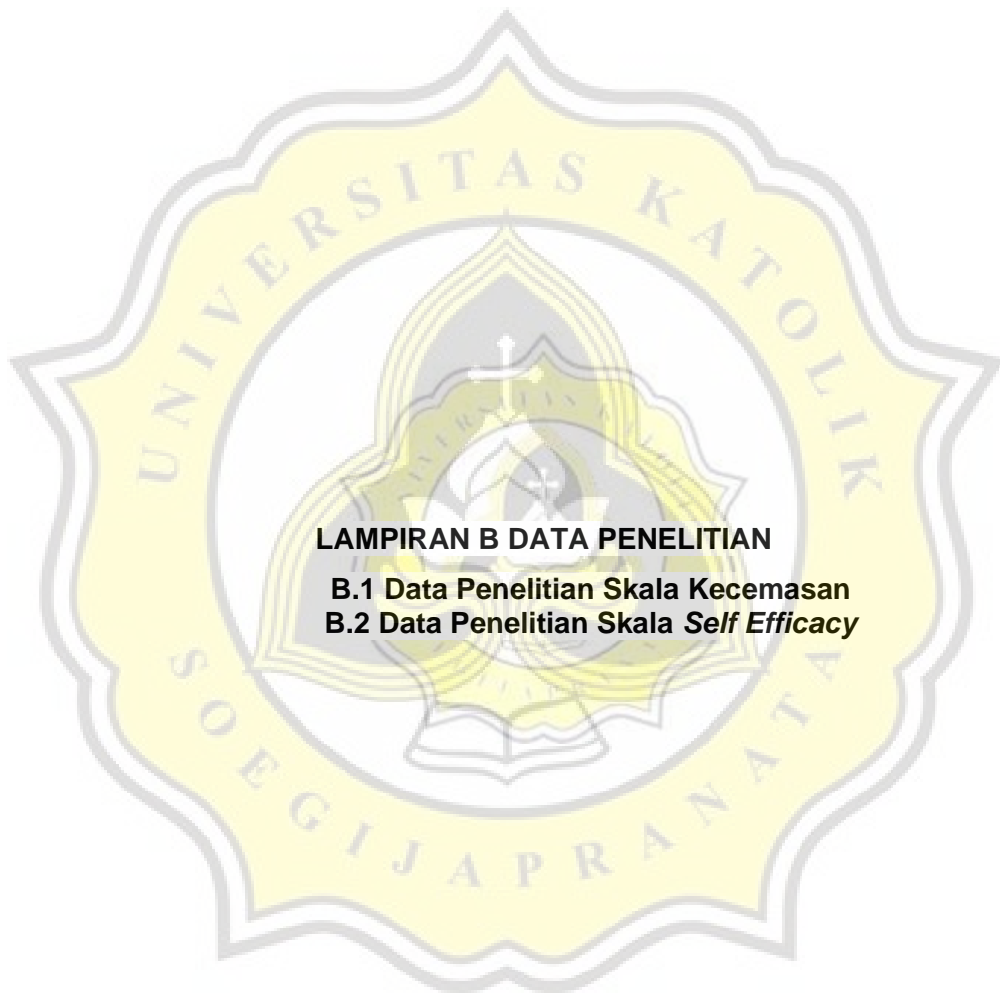 UNIVERSITAS KATOLIK
SOEGIJAPRANATA
LAMPIRAN B DATA PENELITIAN
B.1 Data Penelitian Skala Kecemasan
B.2 Data Penelitian Skala Self Efficacy